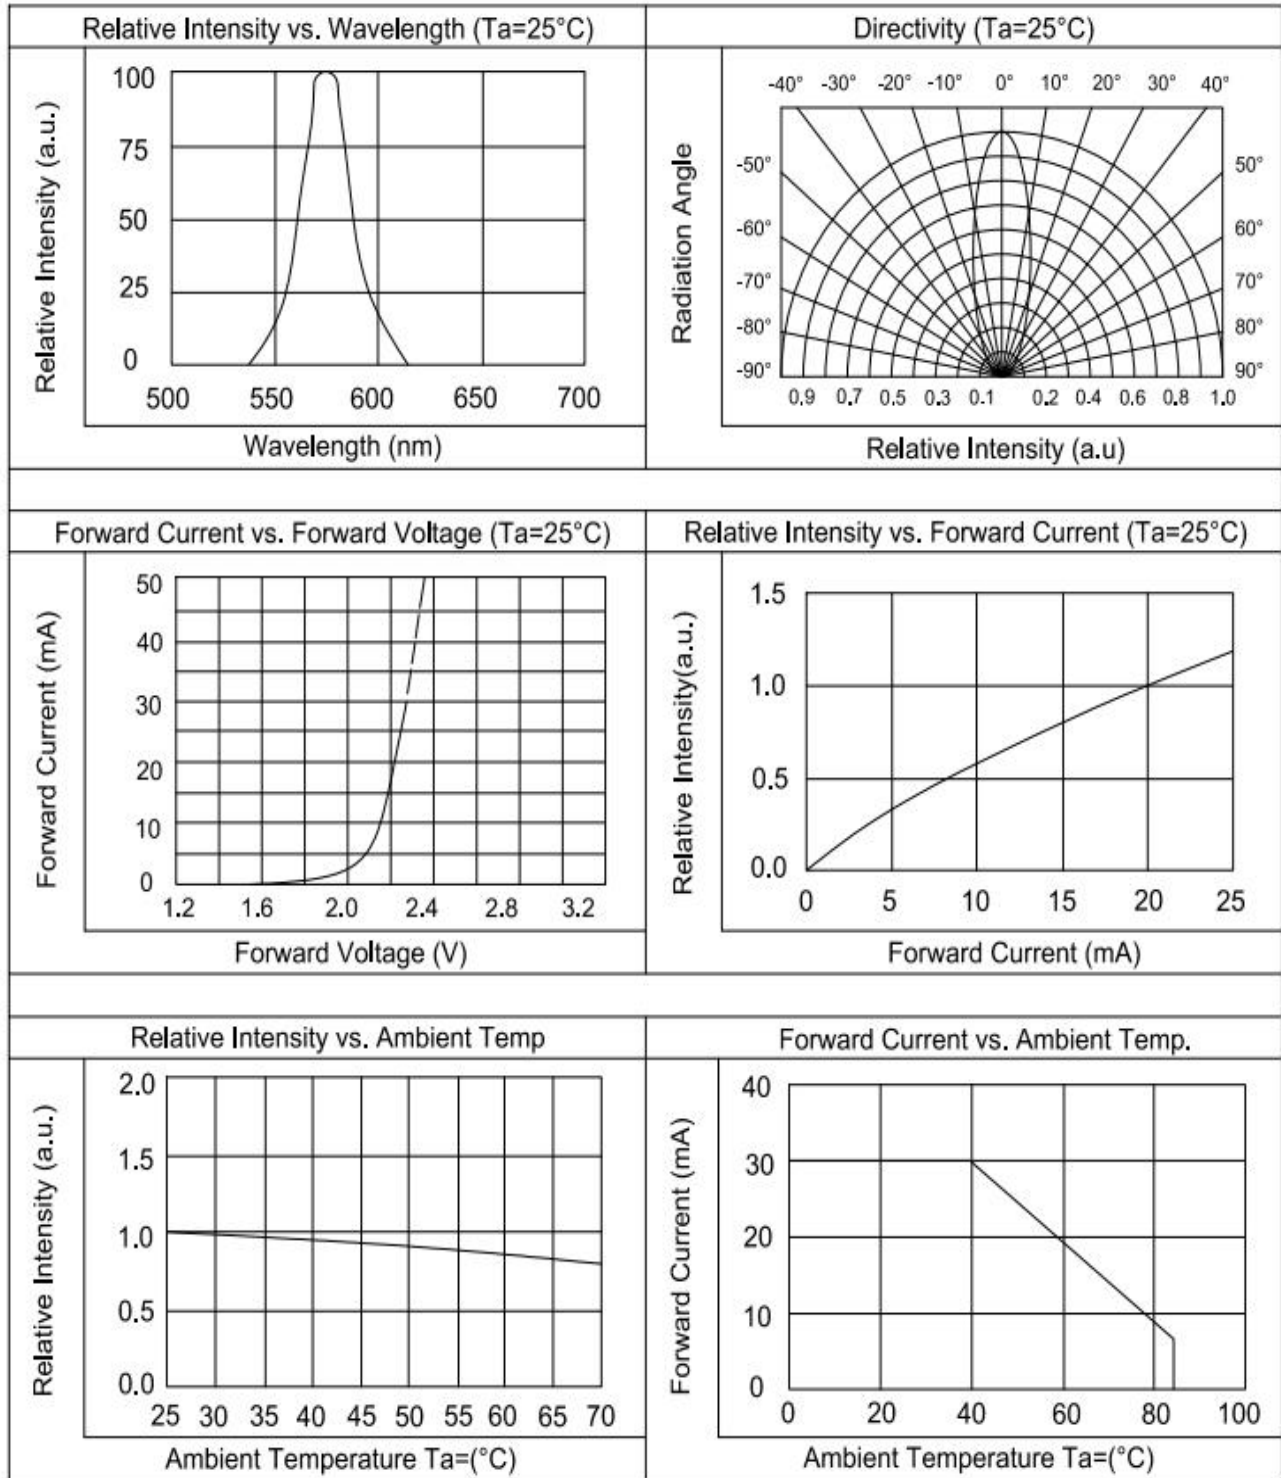 Relative Intensity vs. Wavelength (Ta=25°C)
Relative Intensity (a.u.)
100
75
50
25
0
500 550 600 650 700
Wavelength (nm)
Directivity (Ta=25°C)
Radiation Angle
-40° -30° -20° -10° 0° 10° 20° 30° 40°
-50° 50°
-60° 60°
-70° 70°
-80° 80°
-90° 90°
0.9 0.7 0.5 0.3 0.1 0.2 0.4 0.6 0.8 1.0
Relative Intensity (a.u)
Forward Current vs. Forward Voltage (Ta=25°C)
Forward Current (mA)
50
40
30
20
10
0
1.2 1.6 2.0 2.4 2.8 3.2
Forward Voltage (V)
Relative Intensity vs. Forward Current (Ta=25°C)
Relative Intensity(a.u.)
1.5
1.0
0.5
0.0
0 5 10 15 20 25
Forward Current (mA)
Relative Intensity vs. Ambient Temp
Relative Intensity (a.u.)
2.0
1.5
1.0
0.5
0.0
25 30 35 40 45 50 55 60 65 70
Ambient Temperature Ta=(°C)
Forward Current vs. Ambient Temp.
Forward Current (mA)
40
30
20
10
0
0 20 40 60 80 100
Ambient Temperature Ta=(°C)